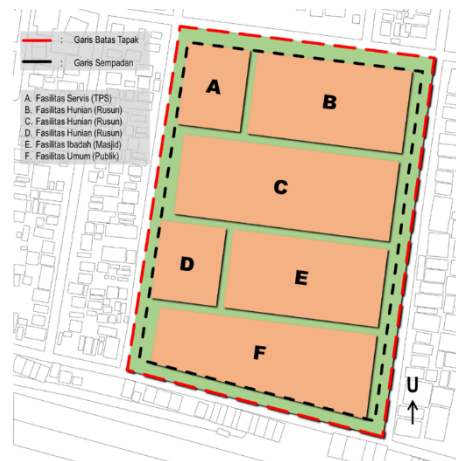 : Garis Batas Tapak
: Garis Sempadan
A. Fasilitas Servis (TPS)
B. Fasilitas Hunian (Rusun)
C. Fasilitas Hunian (Rusun)
D. Fasilitas Hunian (Rusun)
E. Fasilitas Ibadah (Masjid)
F. Fasilitas Umum (Publik)
A
B
C
D
E
F
U